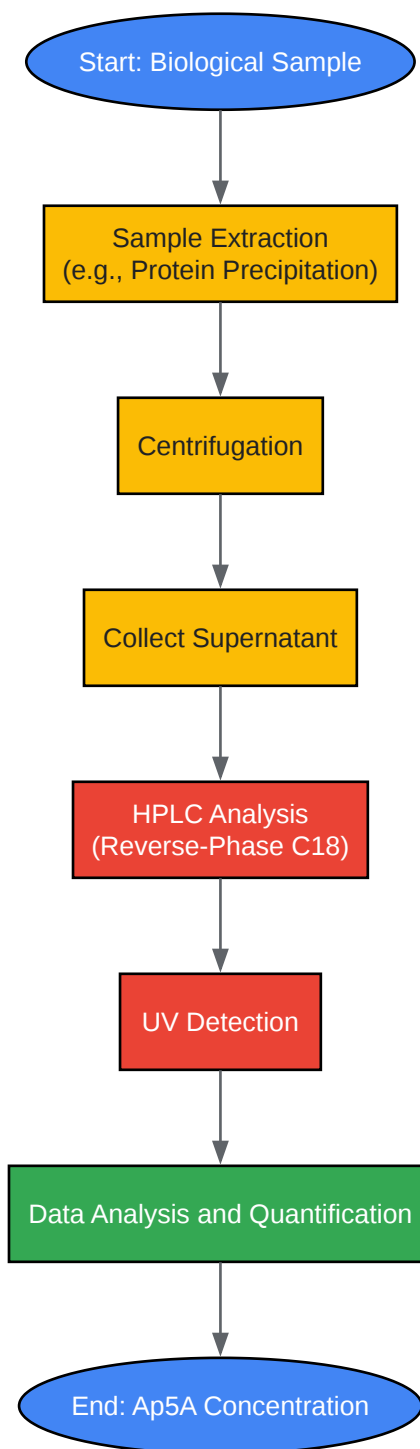 Start: Biological Sample
Sample Extraction
(e.g., Protein Precipitation)
Centrifugation
Collect Supernatant
HPLC Analysis
(Reverse-Phase C18)
UV Detection
Data Analysis and Quantification
End: Ap5A Concentration